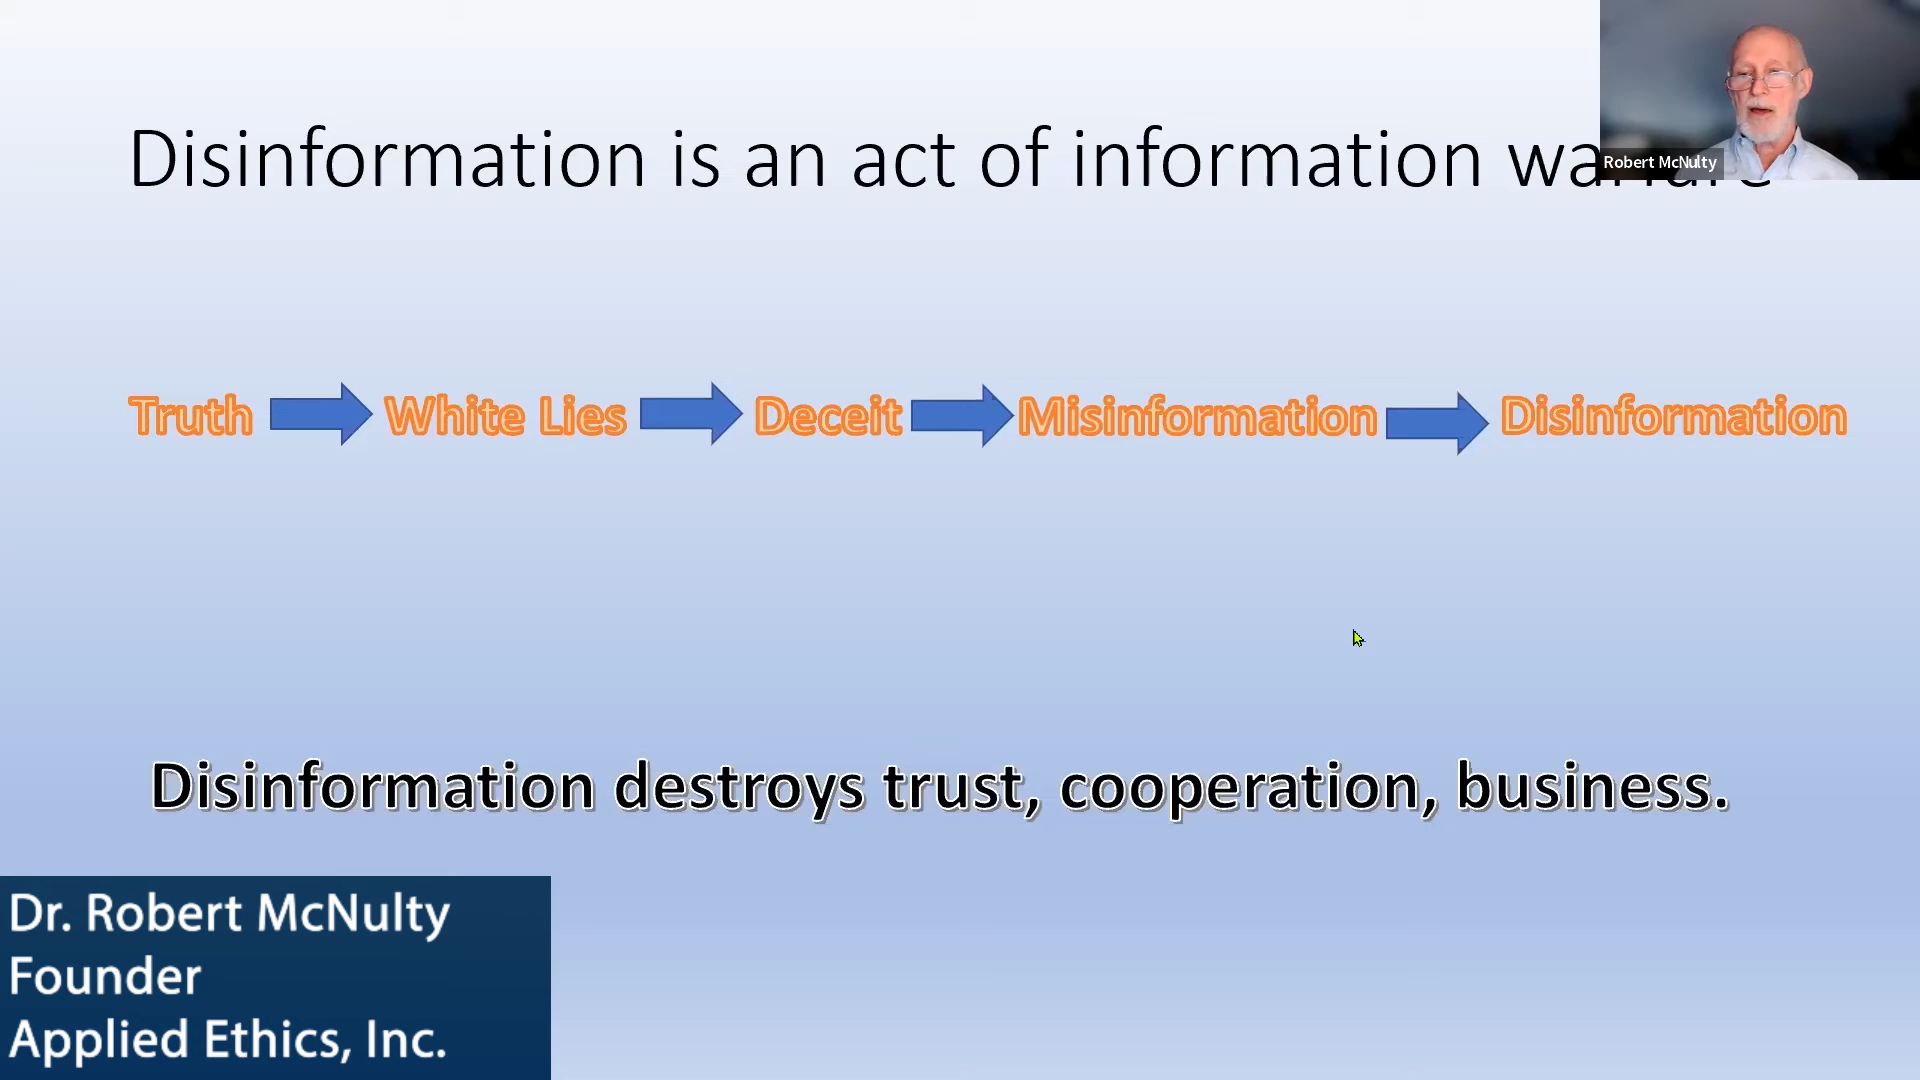 Disinformation is an act of information
Robert McNulty
Truth White Lies Deceit Misinformation Disinformation
Disinformation destroys trust, cooperation, business.
Dr. Robert McNulty
Founder
Applied Ethics, Inc.